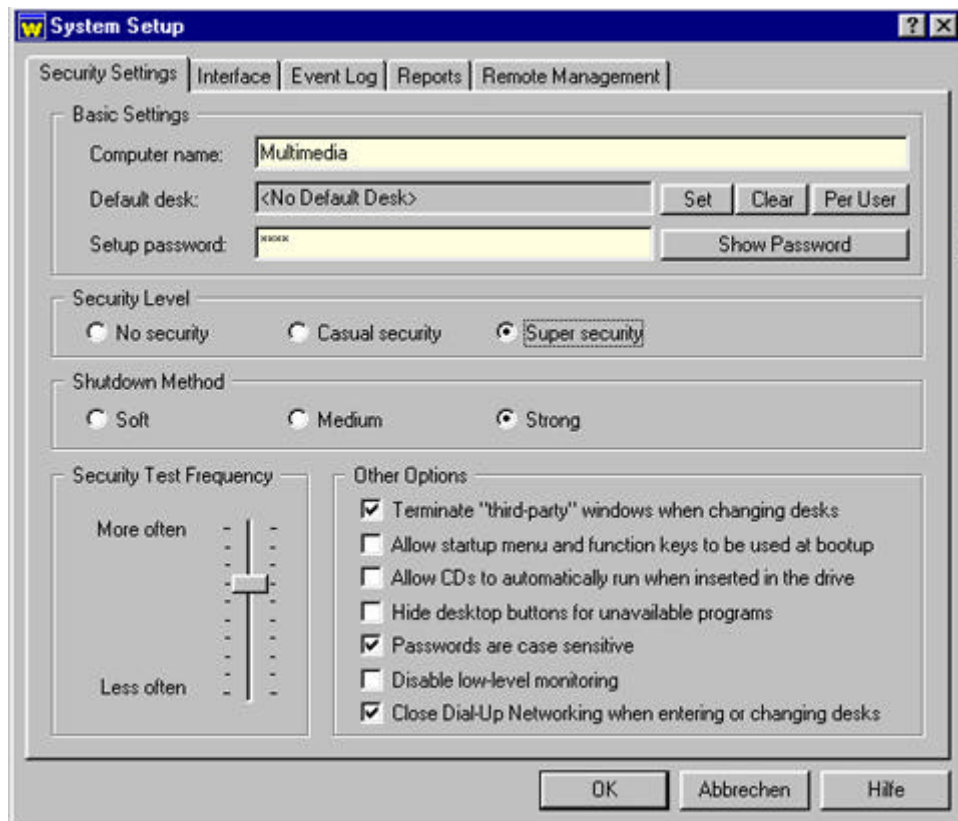 System Setup
Security Settings Interface Event Log Reports Remote Management
Basic Settings
Computer name: Multimedia
Default desk: <No Default Desk> Set Clear Per User
Setup password: **** Show Password
Security Level
No security Casual security Super security
Shutdown Method
Soft Medium Strong
Security Test Frequency
More often
Less often
Other Options
Terminate "third-party" windows when changing desks
Allow startup menu and function keys to be used at bootup
Allow CDs to automatically run when inserted in the drive
Hide desktop buttons for unavailable programs
Passwords are case sensitive
Disable low-level monitoring
Close Dial-Up Networking when entering or changing desks
OK Abbrechen Hilfe